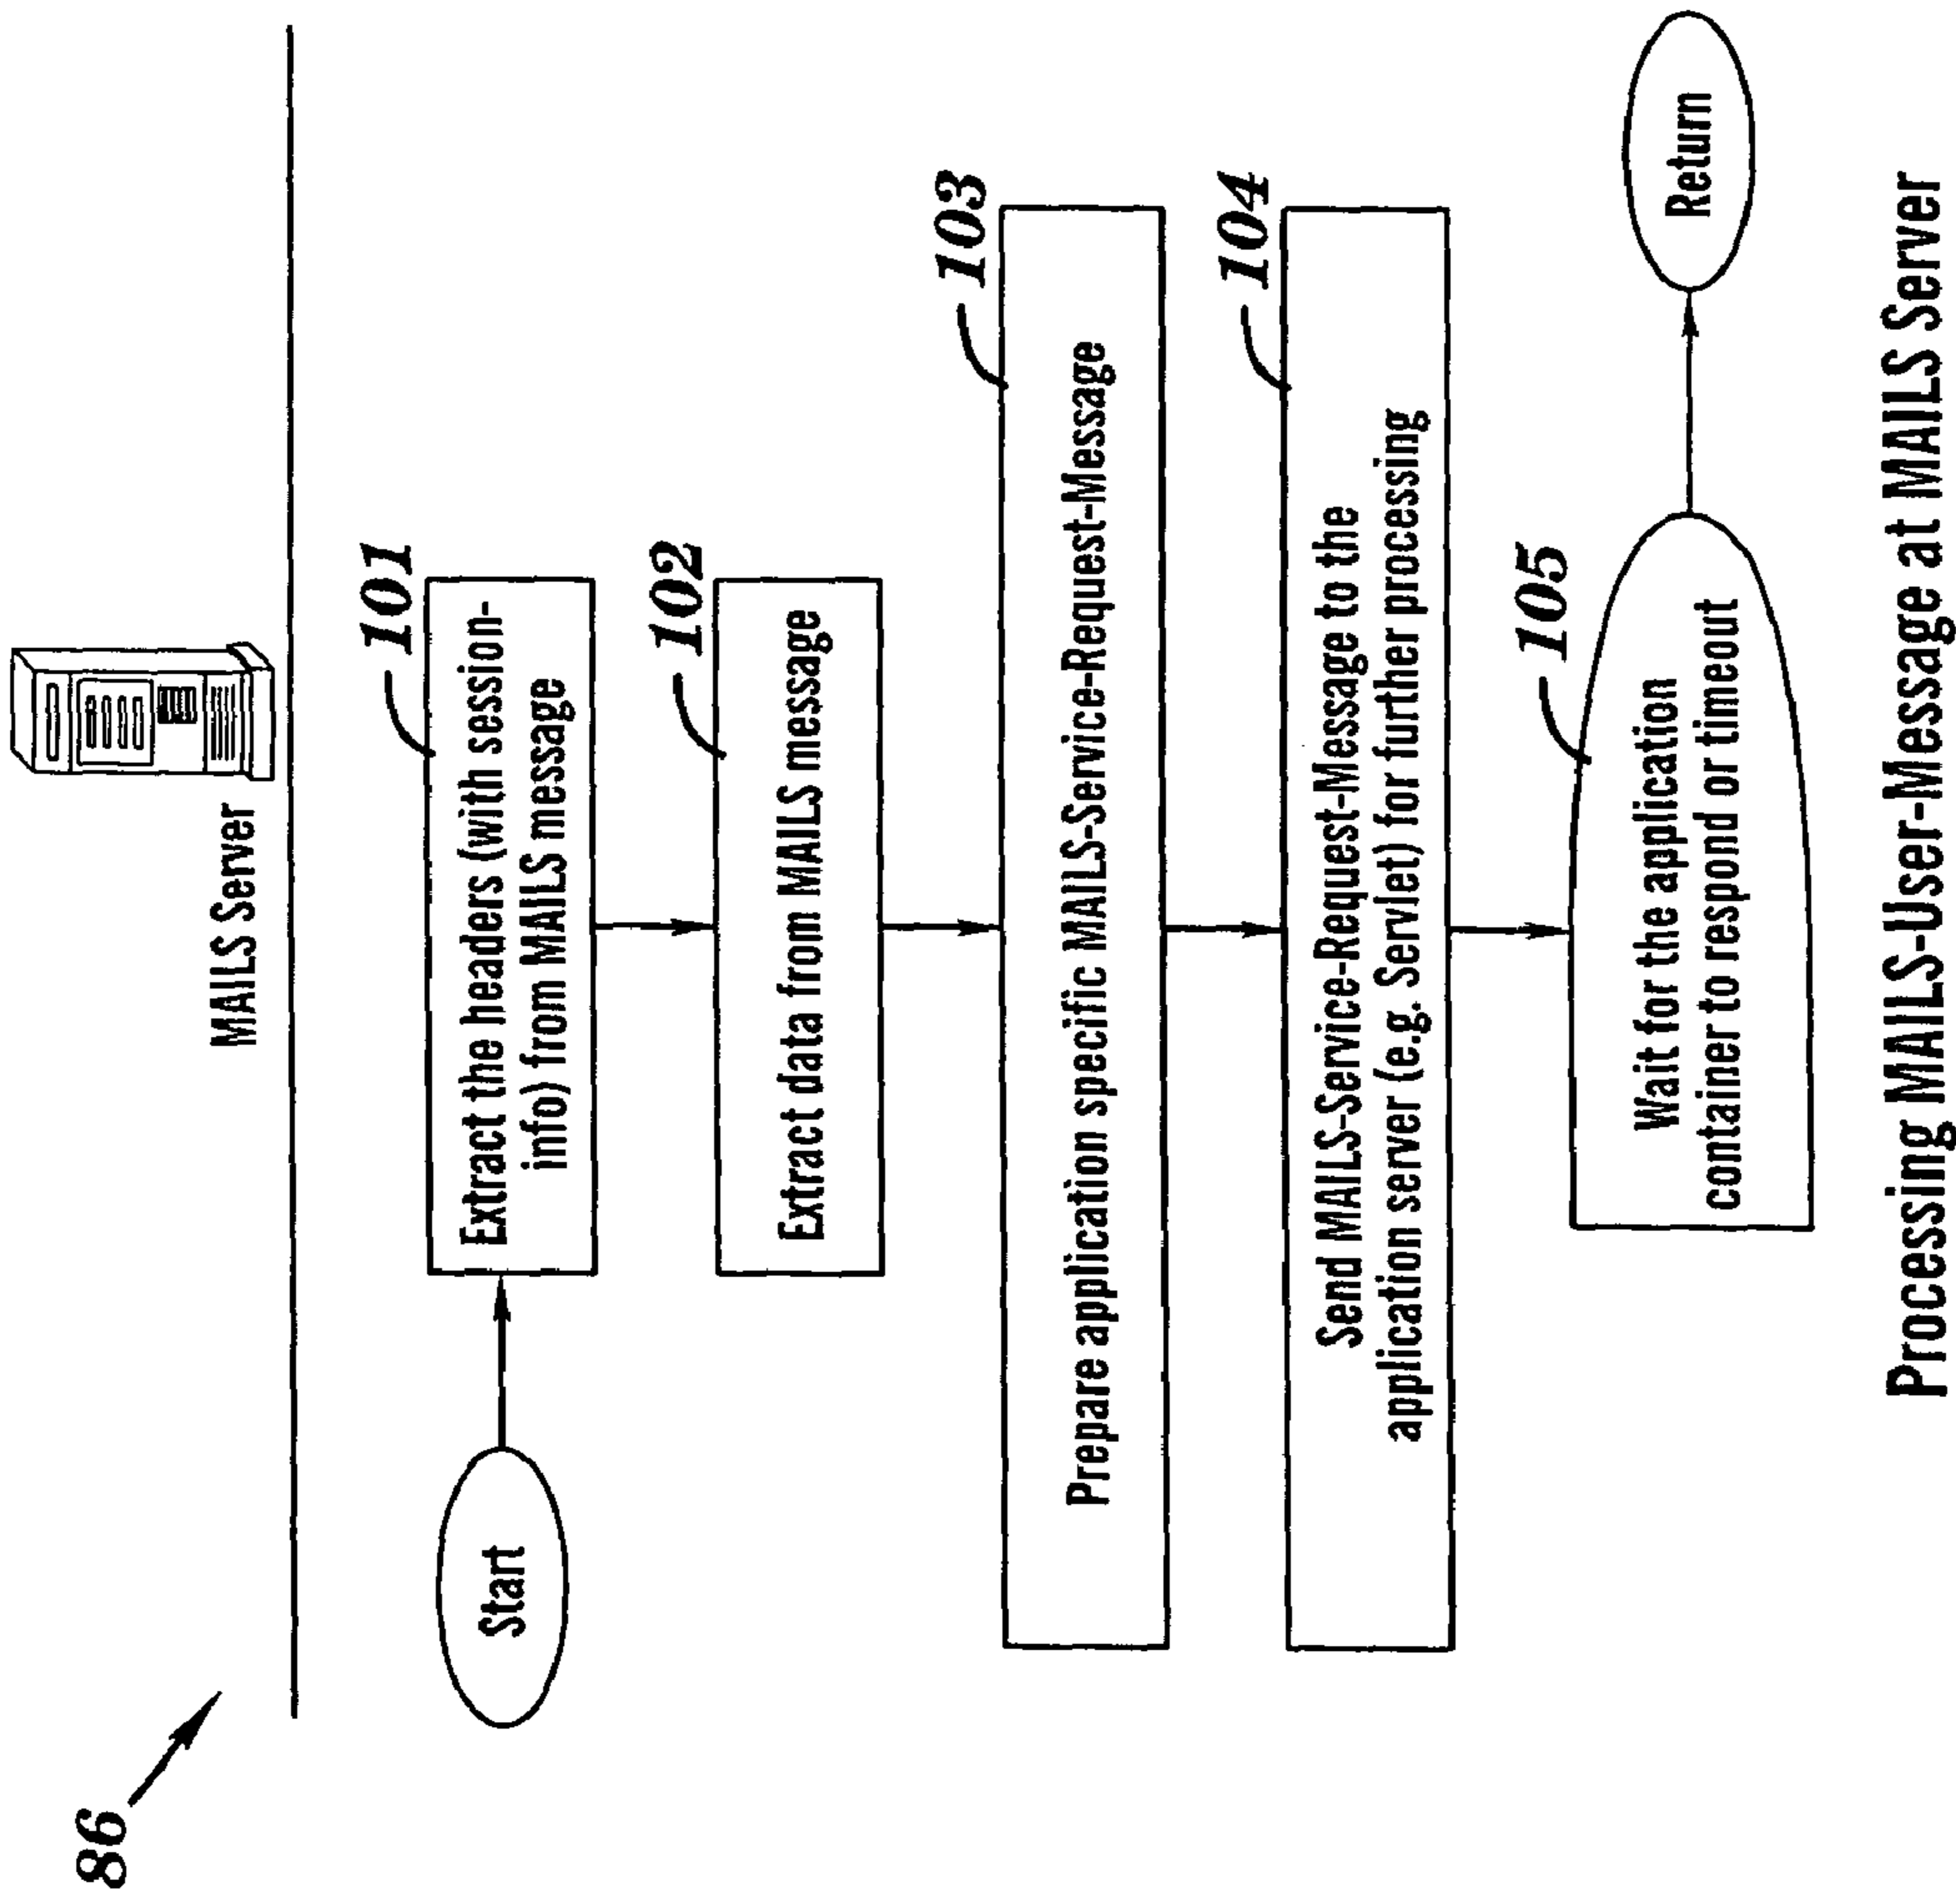 86
MAILS Server
Start
101
Extract the headers (with session-
info) from MAILS message
102
Extract data from MAILS message
103
Prepare application specific MAILS-Service-Request-Message
104
Send MAILS-Service-Request-Message to the
application server (e.g. Servlet) for further processing
105
Wait for the application
container to respond or timeout
Return
Processing MAILS-User-Message at MAILS Server